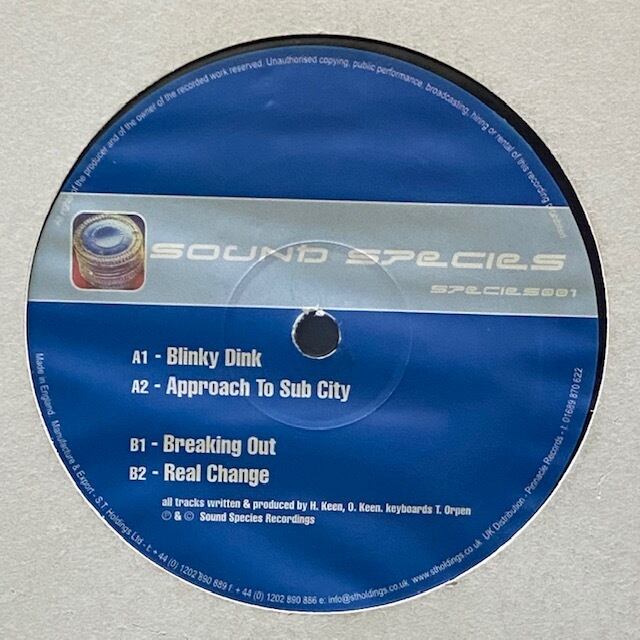 of the producer and of the owner of the recorded work reserved. Unauthorised copying, public performance, broadcasting, hiring or rental of this recording
SOUND SPECIES
SPECIES001
A1 - Blinky Dink
A2 - Approach To Sub City
B1 - Breaking Out
B2 - Real Change
all tracks written & produced by H. Keen, O. Keen. keyboards T. Orpen
℗ & © Sound Species Recordings
Made in England. Manufacture & Export - S.T. Holdings Ltd - t: + 44 (0) 1202 890 889 f: + 44 (0) 1202 890 886 e: info@stholdings.co.uk www.stholdings.co.uk UK Distribution - Pinnacle Records - t: 01689 870 622